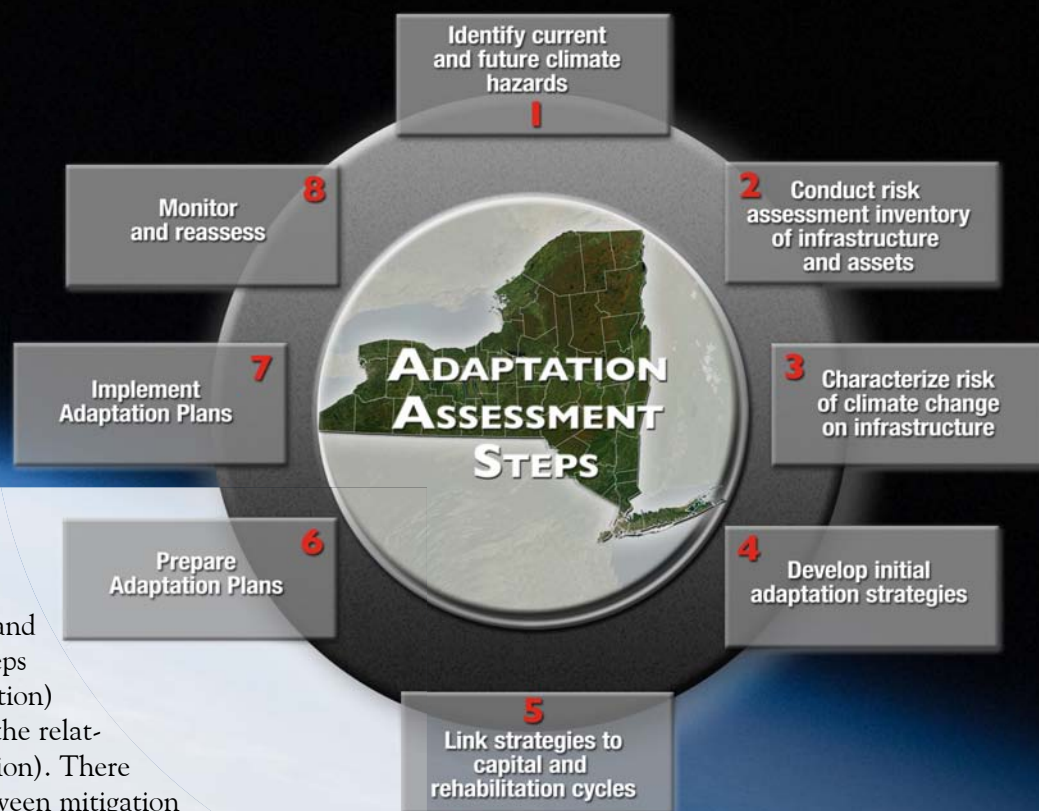 Identify current
and future climate
hazards
1
2
Conduct risk
assessment inventory
of infrastructure
and assets
3
Characterize risk
of climate change
on infrastructure
4
Develop initial
adaptation strategies
5
Link strategies to
capital and
rehabilitation cycles
6
Prepare
Adaptation Plans
7
Implement
Adaptation Plans
8
Monitor
and reassess
ADAPTATION
ASSESSMENT
STEPS
and
eps
tion)
the relat-
ion). There
ween mitigation